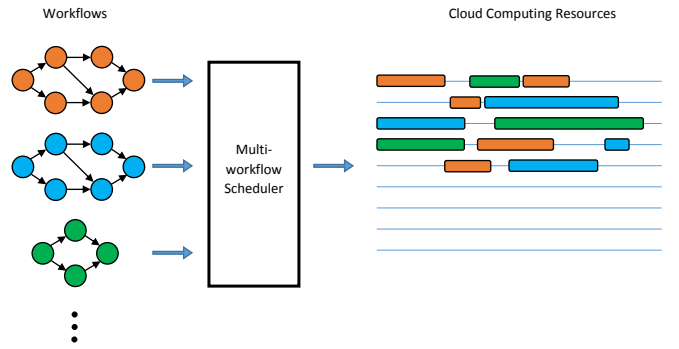 Workflows
Cloud Computing Resources
Multi-
workflow
Scheduler